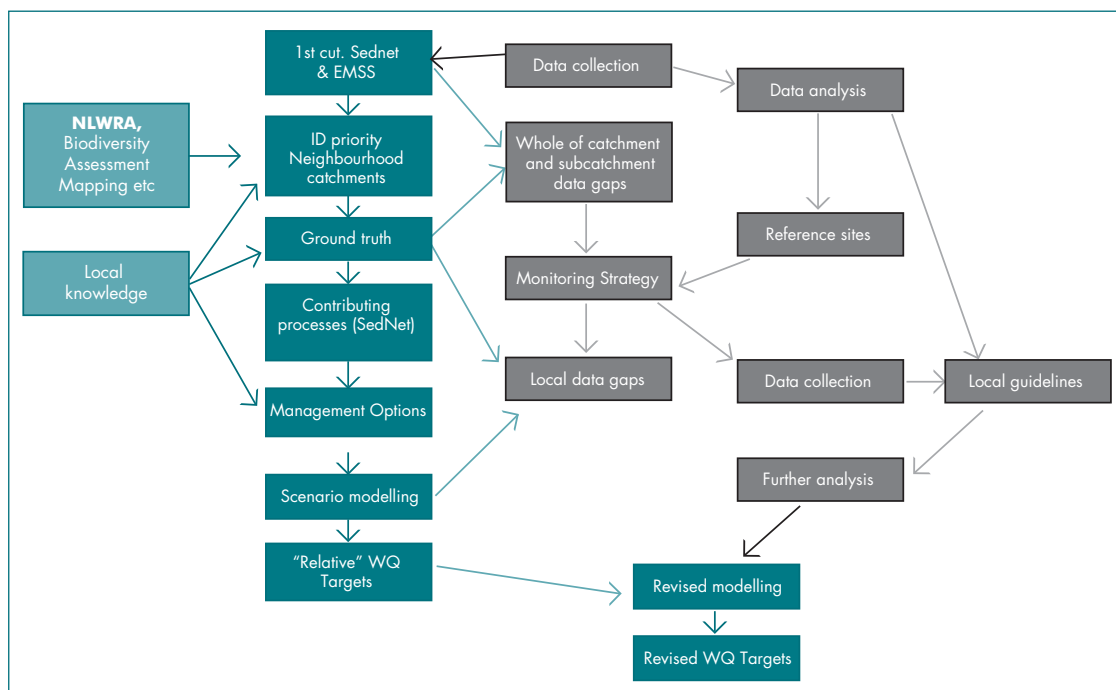 1st cut. Sednet
& EMSS
Data collection
Data analysis
NLWRA,
Biodiversity
Assessment
Mapping etc
ID priority
Neighbourhood
catchments
Whole of catchment
and subcatchment
data gaps
Ground truth
Reference sites
Local
knowledge
Monitoring Strategy
Contributing
processes (SedNet)
Local data gaps
Data collection
Local guidelines
Management Options
Further analysis
Scenario modelling
“Relative” WQ
Targets
Revised modelling
Revised WQ Targets